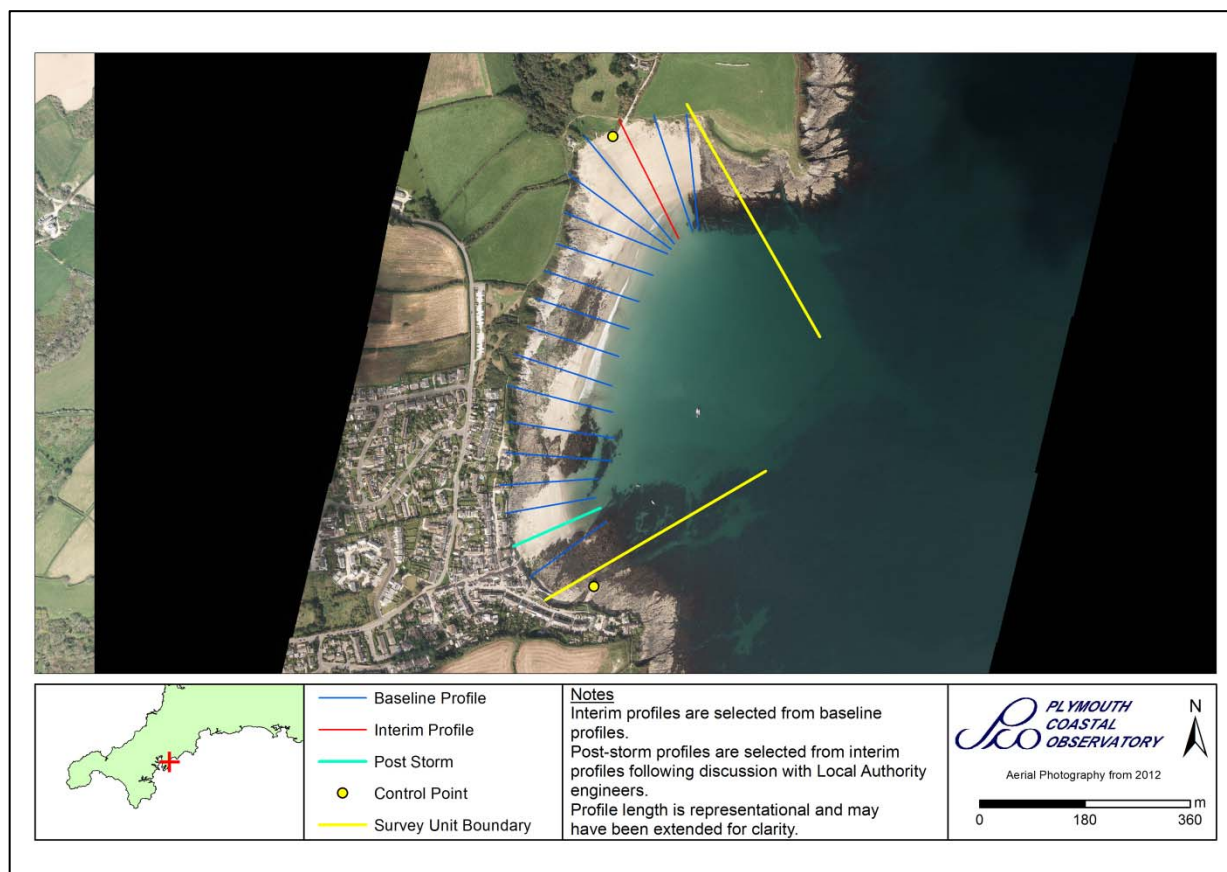 Baseline Profile
Interim Profile
Post Storm
Control Point
Survey Unit Boundary
Notes
Interim profiles are selected from baseline
profiles.
Post-storm profiles are selected from interim
profiles following discussion with Local Authority
engineers.
Profile length is representational and may
have been extended for clarity.
PLYMOUTH
COASTAL
OBSERVATORY
N
Aerial Photography from 2012
m
0 180 360